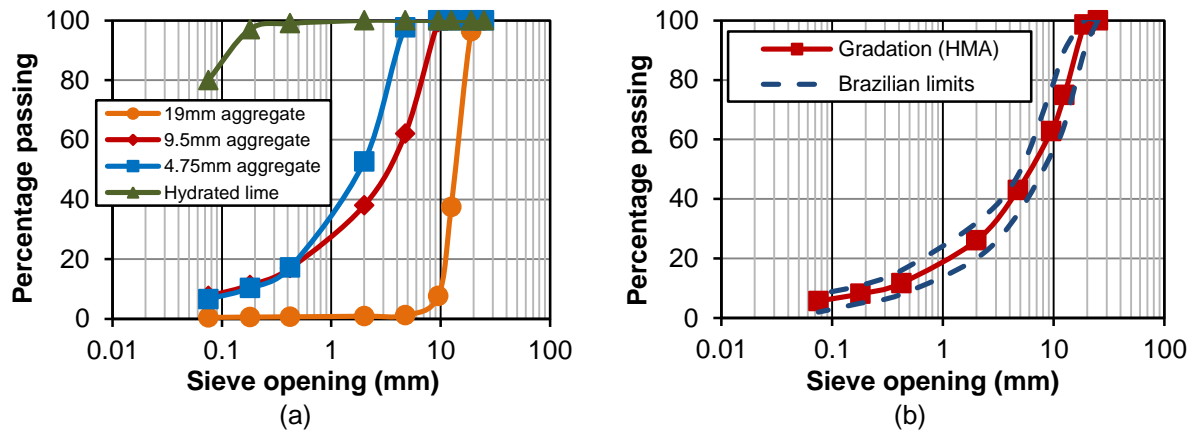 Percentage passing
100
80
60
40
20
0
19mm aggregate
9.5mm aggregate
4.75mm aggregate
Hydrated lime
0.01 0.1 1 10 100
Sieve opening (mm)
(a)
Percentage passing
100
80
60
40
20
0
Gradation (HMA)
Brazilian limits
0.01 0.1 1 10 100
Sieve opening (mm)
(b)